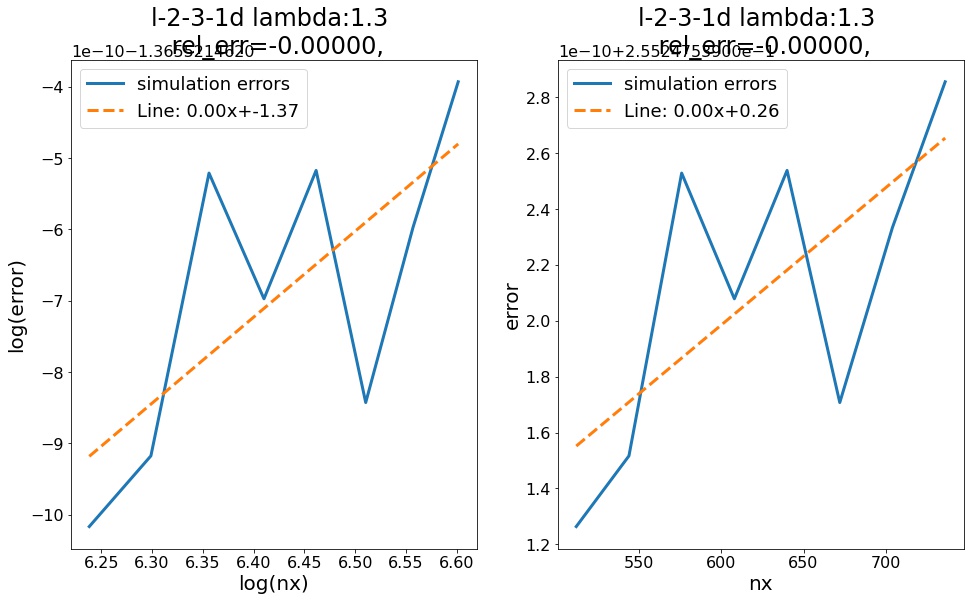 l-2-3-1d lambda:1.3
rel_err=-0.00000,
1e−10−1.3655214620
simulation errors
Line: 0.00x+-1.37
−4
−5
−6
−7
−8
−9
−10
log(error)
6.25 6.30 6.35 6.40 6.45 6.50 6.55 6.60
log(nx)
l-2-3-1d lambda:1.3
rel_err=-0.00000,
1e−10+2.5524753900e−1
simulation errors
Line: 0.00x+0.26
2.8
2.6
2.4
2.2
2.0
1.8
1.6
1.4
1.2
error
550 600 650 700
nx